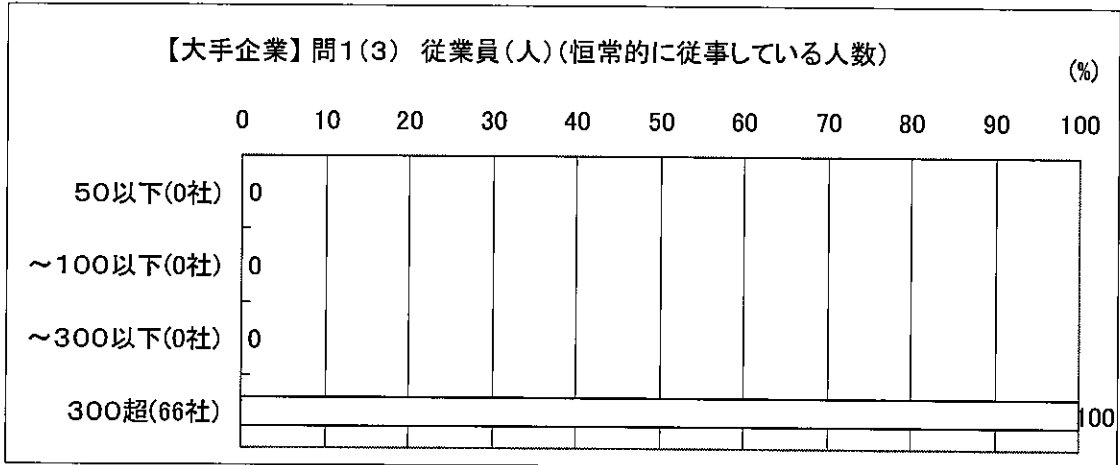 【大手企業】問1(3) 従業員(人)(恒常的に従事している人数)
(%)
0 10 20 30 40 50 60 70 80 90 100
50以下(0社) 0
～100以下(0社) 0
～300以下(0社) 0
300超(66社) 100